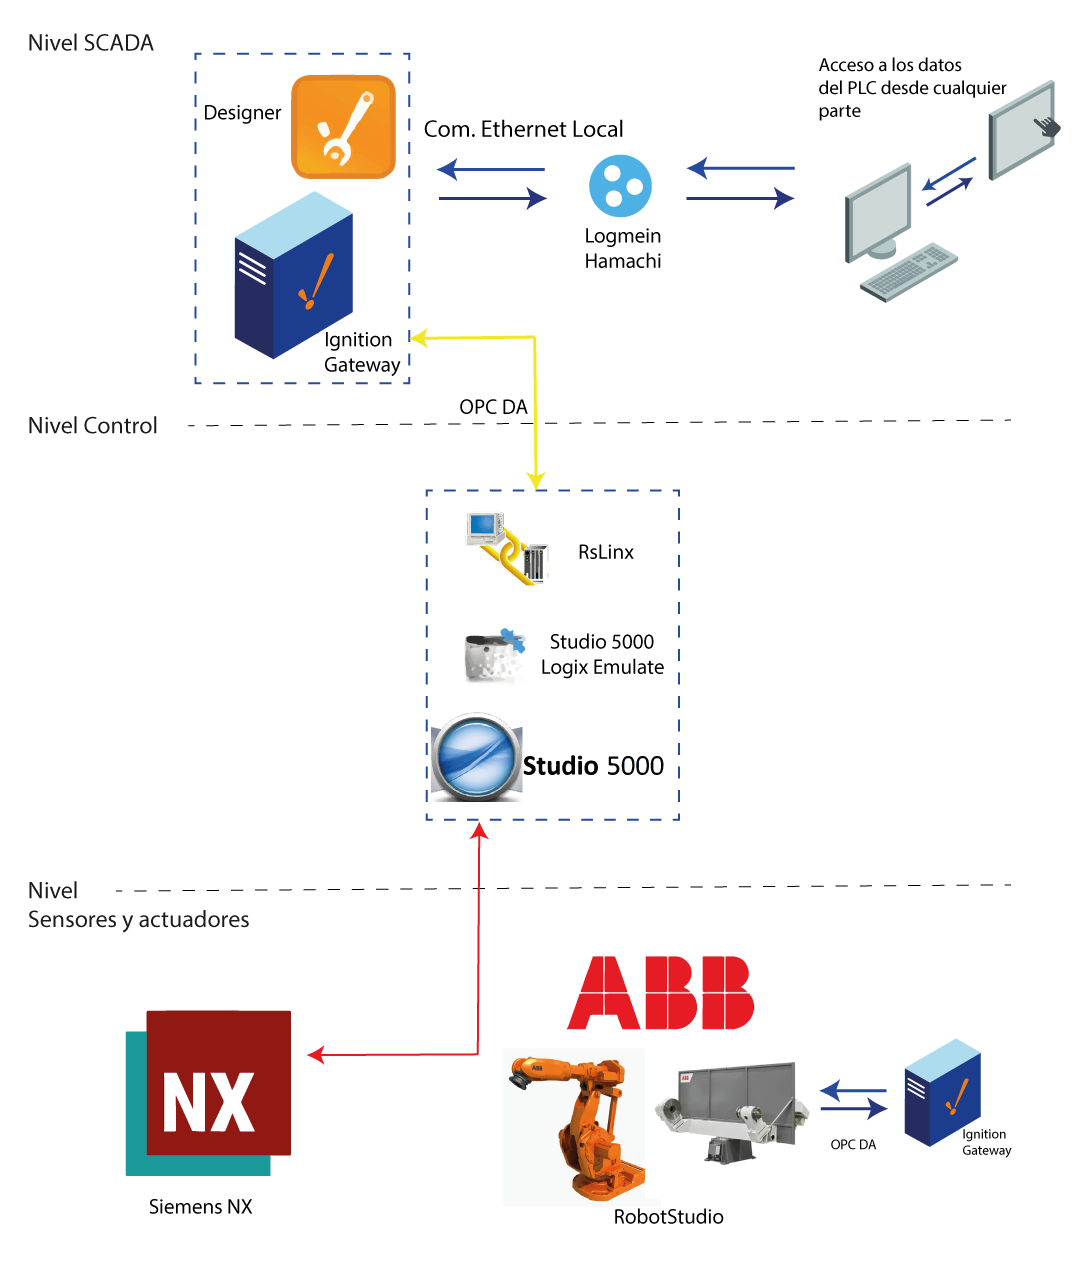 Nivel SCADA
Designer
Com. Ethernet Local
Acceso a los datos
del PLC desde cualquier
parte
Logmein
Hamachi
Ignition
Gateway
OPC DA
Nivel Control
RsLinx
Studio 5000
Logix Emulate
Studio 5000
Nivel
Sensores y actuadores
ABB
NX
Siemens NX
ABB
ABB
RobotStudio
OPC DA
Ignition
Gateway